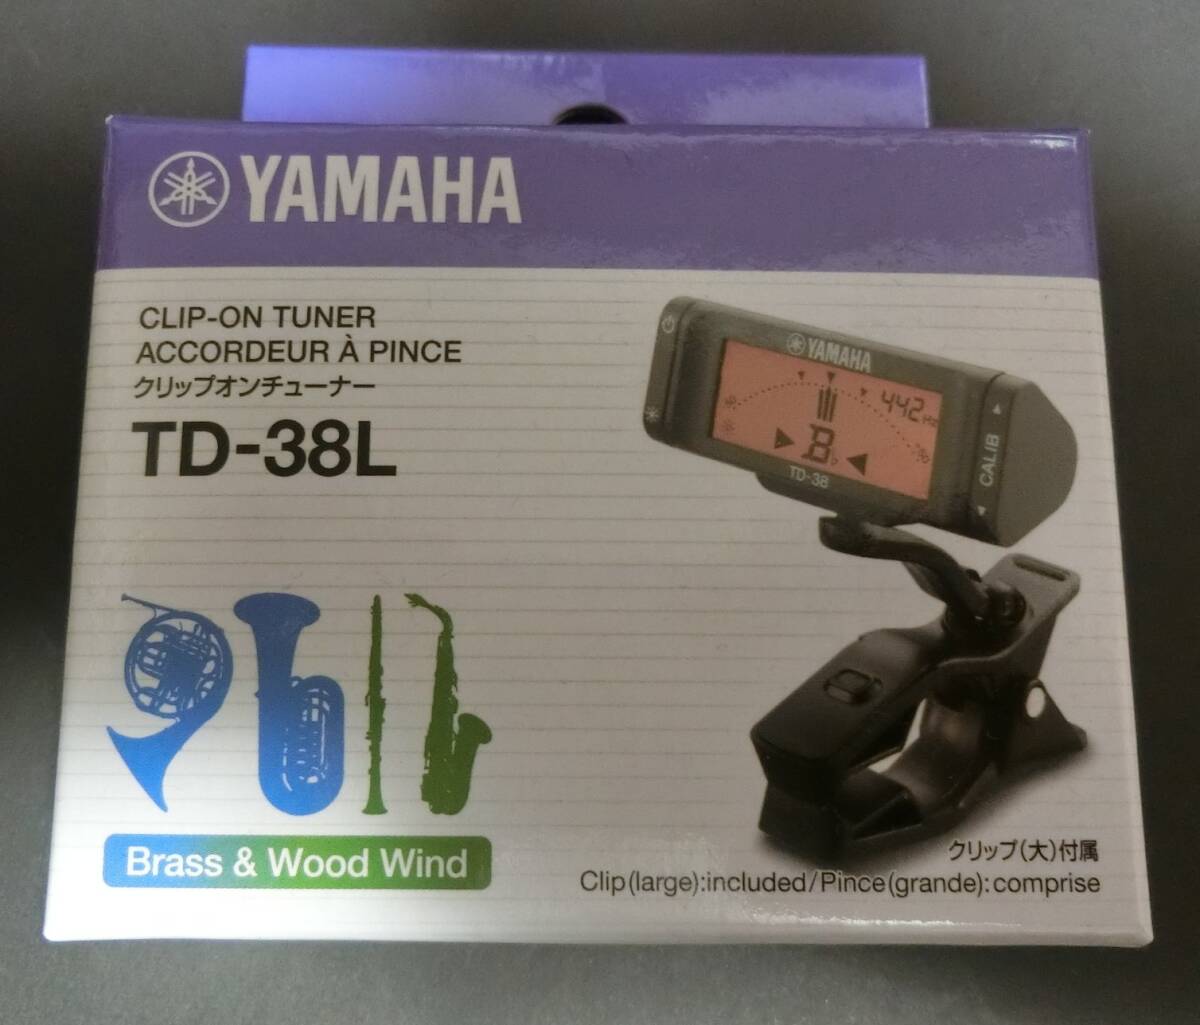 YAMAHA
CLIP-ON TUNER
ACCORDEUR À PINCE
クリップオンチューナー
TD-38L
YAMAHA
442 Hz
B♭
TD-38
CALIB
Brass & Wood Wind
クリップ(大)付属
Clip(large):included/Pince(grande):comprise